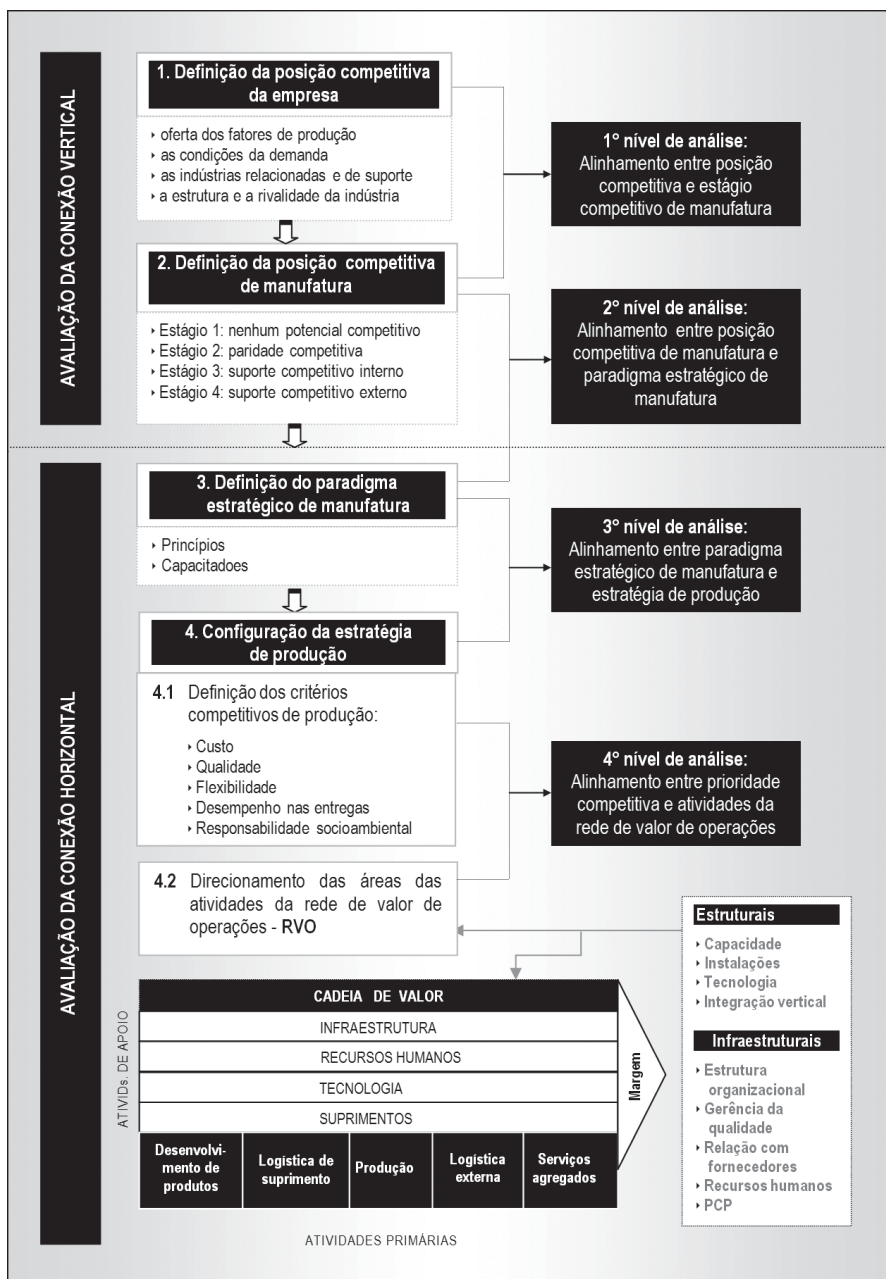 AVALIAÇÃO DA CONEXÃO VERTICAL
1. Definição da posição competitiva
da empresa
‣ oferta dos fatores de produção
‣ as condições da demanda
‣ as indústrias relacionadas e de suporte
‣ a estrutura e a rivalidade da indústria
1° nível de análise:
Alinhamento entre posição
competitiva e estágio
competitivo de manufatura
2. Definição da posição competitiva
de manufatura
‣ Estágio 1: nenhum potencial competitivo
‣ Estágio 2: paridade competitiva
‣ Estágio 3: suporte competitivo interno
‣ Estágio 4: suporte competitivo externo
2° nível de análise:
Alinhamento entre posição
competitiva de manufatura e
paradigma estratégico de
manufatura
AVALIAÇÃO DA CONEXÃO HORIZONTAL
3. Definição do paradigma
estratégico de manufatura
‣ Princípios
‣ Capacitadoes
3° nível de análise:
Alinhamento entre paradigma
estratégico de manufatura e
estratégia de produção
4. Configuração da estratégia
de produção
4.1 Definição dos critérios
competitivos de produção:
‣ Custo
‣ Qualidade
‣ Flexibilidade
‣ Desempenho nas entregas
‣ Responsabilidade socioambiental
4° nível de análise:
Alinhamento entre prioridade
competitiva e atividades da
rede de valor de operações
4.2 Direcionamento das áreas das
atividades da rede de valor de
operações - RVO
Estruturais
‣ Capacidade
‣ Instalações
‣ Tecnologia
‣ Integração vertical
Infraestruturais
‣ Estrutura
organizacional
‣ Gerência da
qualidade
‣ Relação com
fornecedores
‣ Recursos humanos
‣ PCP
ATIVIDs. DE APOIO
CADEIA DE VALOR
INFRAESTRUTURA
RECURSOS HUMANOS
TECNOLOGIA
SUPRIMENTOS
Margem
Desenvolvi-
mento de
produtos
Logística de
suprimento
Produção
Logística
externa
Serviços
agregados
ATIVIDADES PRIMÁRIAS